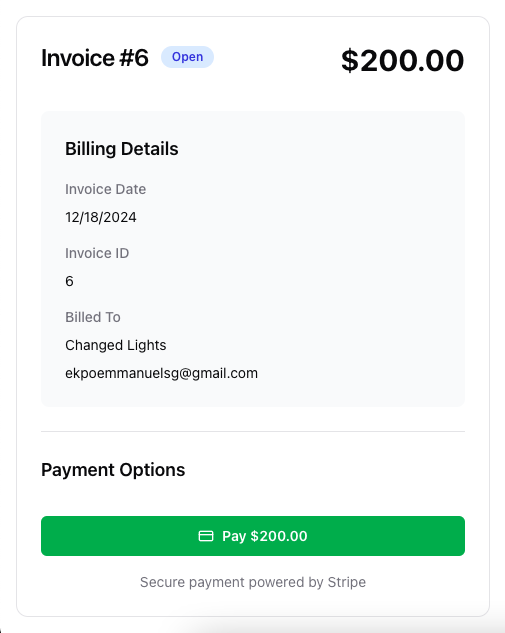 Invoice #6 Open $200.00
Billing Details
Invoice Date
12/18/2024
Invoice ID
6
Billed To
Changed Lights
ekpoemmanuelsg@gmail.com
Payment Options
Pay $200.00
Secure payment powered by Stripe